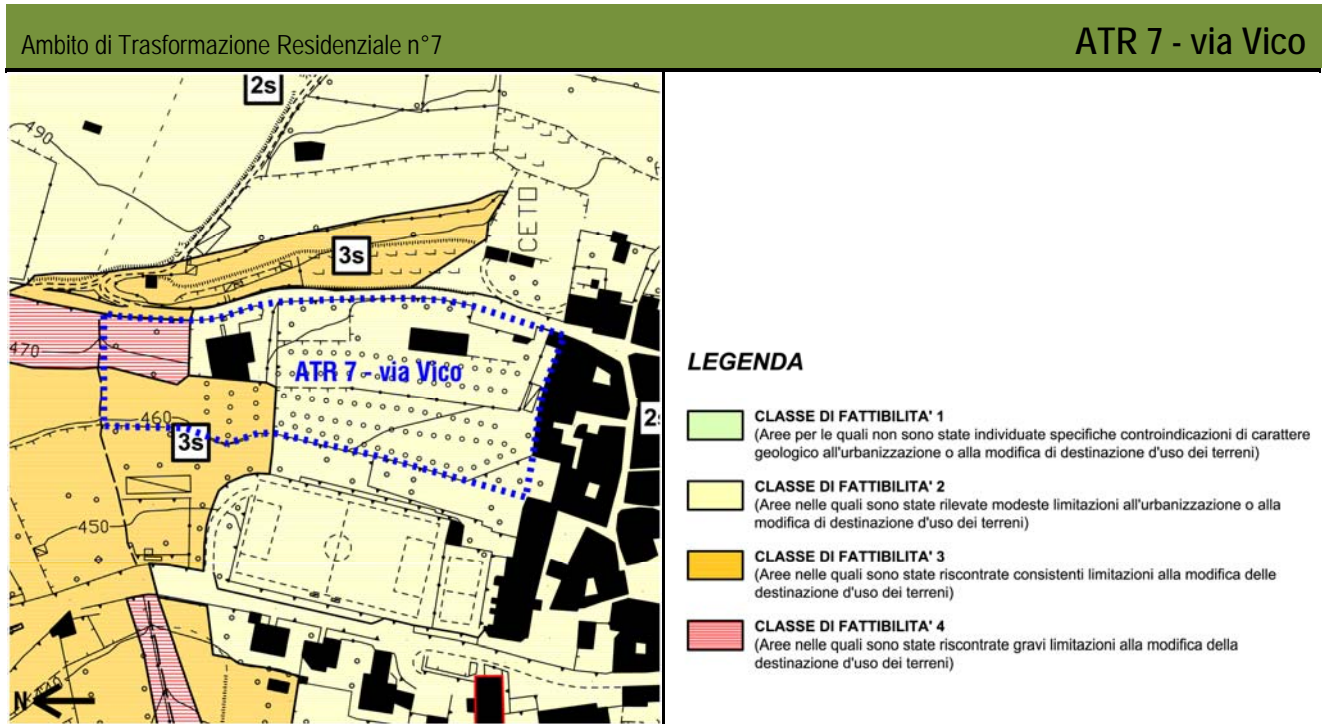 Ambito di Trasformazione Residenziale n°7
ATR 7 - via Vico
2s
490
CETO
3s
470
ATR 7 - via Vico
2
460
3s
450
N
LEGENDA
CLASSE DI FATTIBILITA' 1
(Aree per le quali non sono state individuate specifiche controindicazioni di carattere
geologico all'urbanizzazione o alla modifica di destinazione d'uso dei terreni)
CLASSE DI FATTIBILITA' 2
(Aree nelle quali sono state rilevate modeste limitazioni all'urbanizzazione o alla
modifica di destinazione d'uso dei terreni)
CLASSE DI FATTIBILITA' 3
(Aree nelle quali sono state riscontrate consistenti limitazioni alla modifica delle
destinazione d'uso dei terreni)
CLASSE DI FATTIBILITA' 4
(Aree nelle quali sono state riscontrate gravi limitazioni alla modifica della
destinazione d'uso dei terreni)